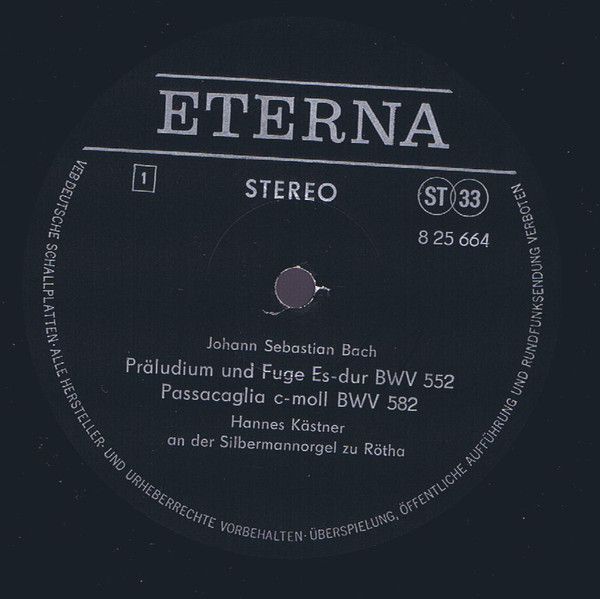 ETERNA
1
STEREO
ST 33
8 25 664
Johann Sebastian Bach
Präludium und Fuge Es-dur BWV 552
Passacaglia c-moll BWV 582
Hannes Kästner
an der Silbermannorgel zu Rötha
VEB DEUTSCHE SCHALLPLATTEN · ALLE HERSTELLER- UND URHEBERRECHTE VORBEHALTEN · ÜBERSPIELUNG, ÖFFENTLICHE AUFFÜHRUNG UND RUNDFUNKSENDUNG VERBOTEN